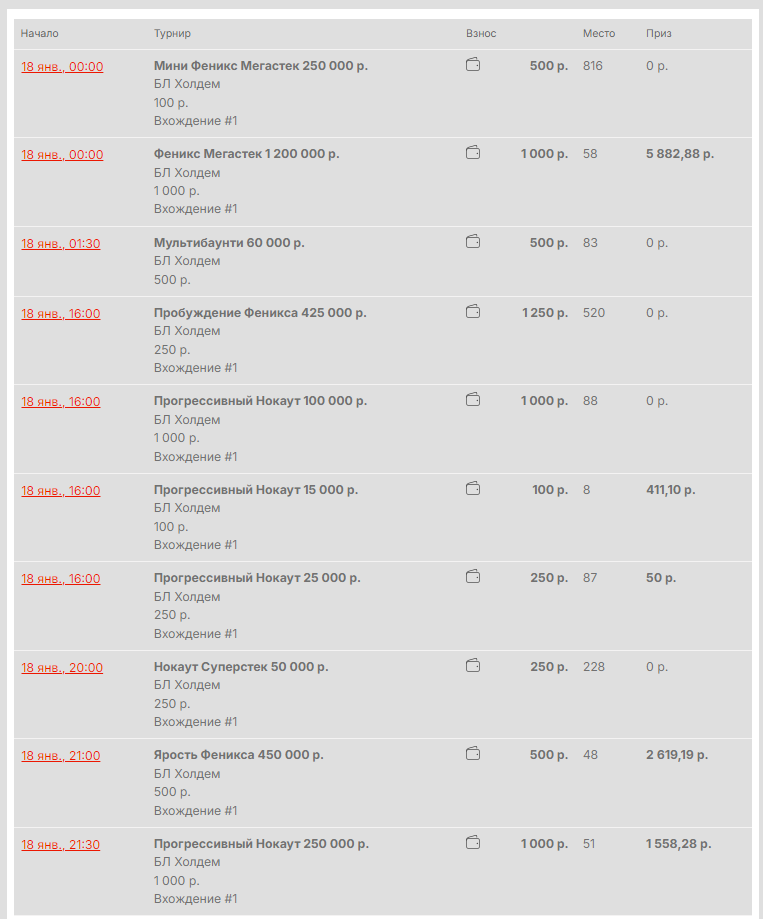 Начало Турнир Взнос Место Приз
18 янв., 00:00 Мини Феникс Мегастек 250 000 р. 500 р. 816 0 р.
БЛ Холдем
100 р.
Вхождение #1
18 янв., 00:00 Феникс Мегастек 1 200 000 р. 1 000 р. 58 5 882,88 р.
БЛ Холдем
1 000 р.
Вхождение #1
18 янв., 01:30 Мультибаунти 60 000 р. 500 р. 83 0 р.
БЛ Холдем
500 р.
18 янв., 16:00 Пробуждение Феникса 425 000 р. 1 250 р. 520 0 р.
БЛ Холдем
250 р.
Вхождение #1
18 янв., 16:00 Прогрессивный Нокаут 100 000 р. 1 000 р. 88 0 р.
БЛ Холдем
1 000 р.
Вхождение #1
18 янв., 16:00 Прогрессивный Нокаут 15 000 р. 100 р. 8 411,10 р.
БЛ Холдем
100 р.
Вхождение #1
18 янв., 16:00 Прогрессивный Нокаут 25 000 р. 250 р. 87 50 р.
БЛ Холдем
250 р.
Вхождение #1
18 янв., 20:00 Нокаут Суперстек 50 000 р. 250 р. 228 0 р.
БЛ Холдем
250 р.
Вхождение #1
18 янв., 21:00 Ярость Феникса 450 000 р. 500 р. 48 2 619,19 р.
БЛ Холдем
500 р.
Вхождение #1
18 янв., 21:30 Прогрессивный Нокаут 250 000 р. 1 000 р. 51 1 558,28 р.
БЛ Холдем
1 000 р.
Вхождение #1